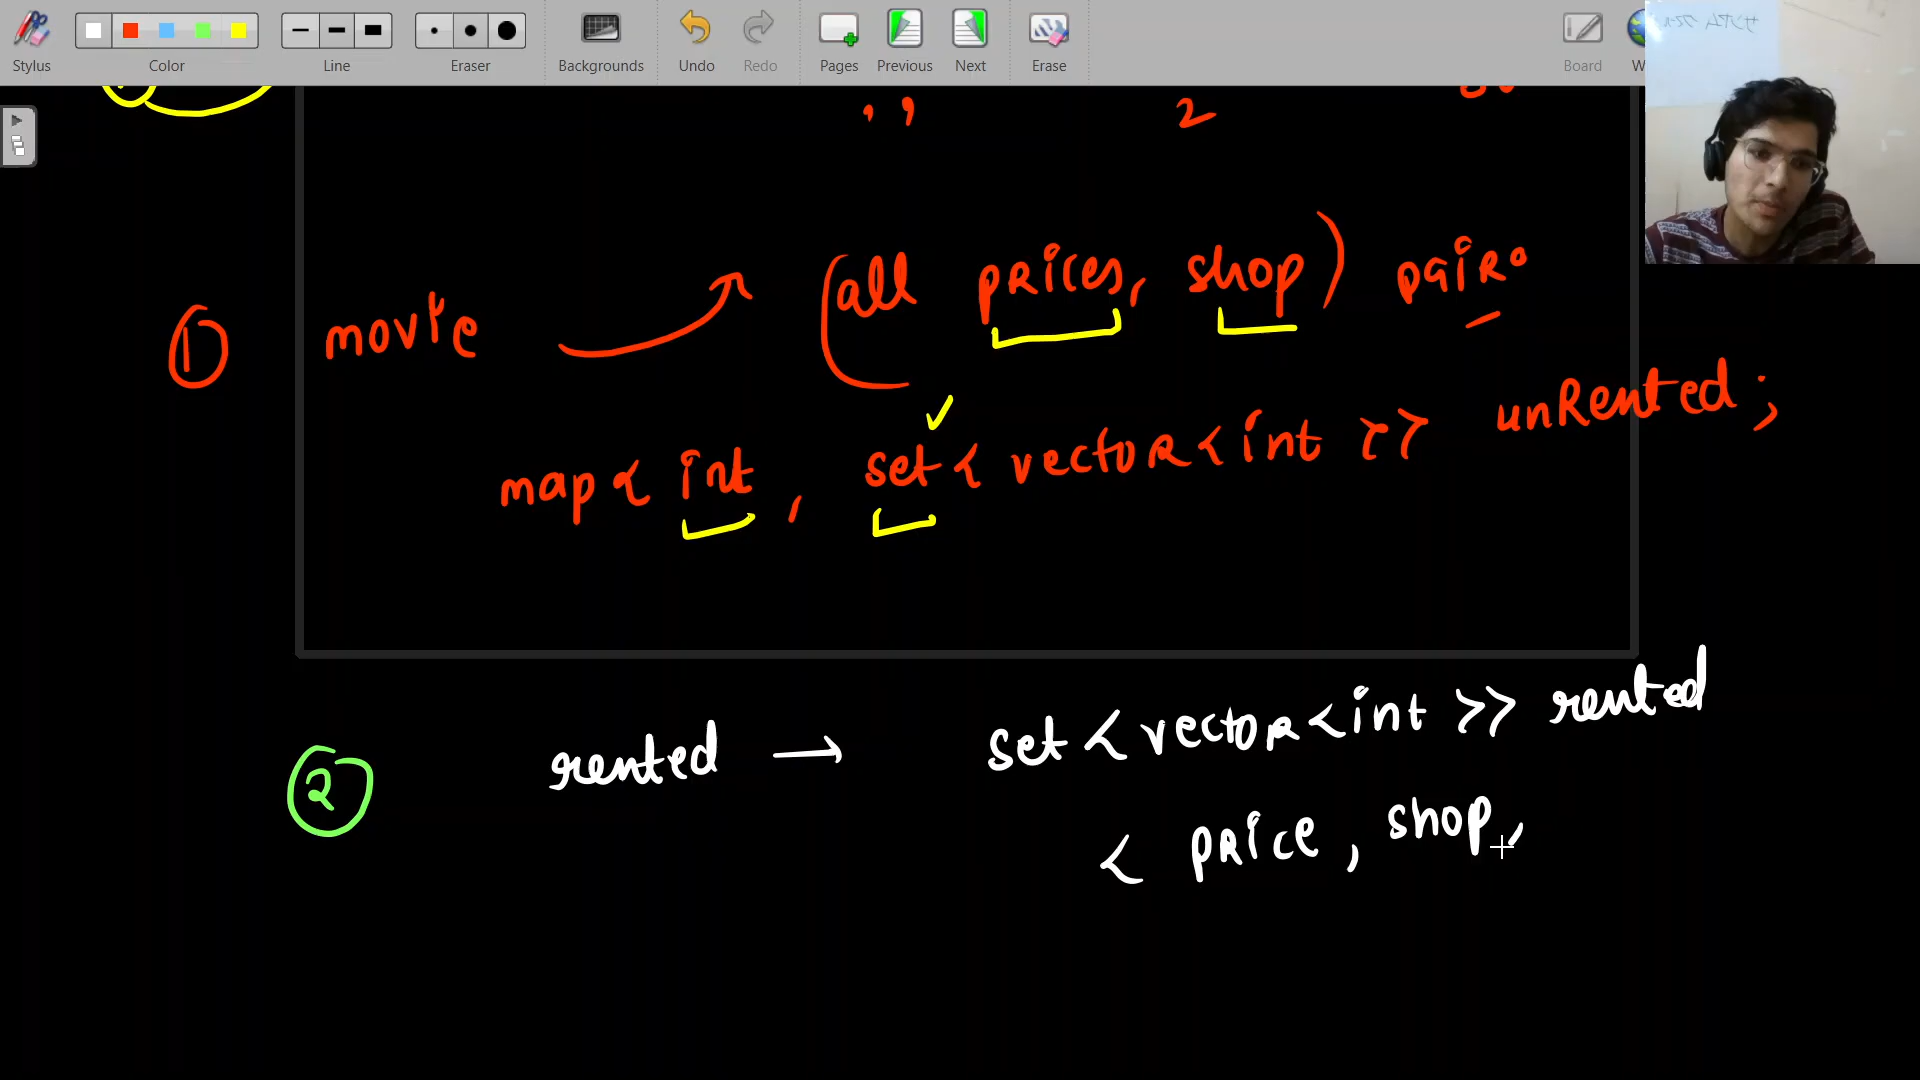 Stylus Color Line Eraser Backgrounds Undo Redo Pages Previous Next Erase Board W
2
① movie (all prices, shop) pair
map< int , set< vector< int >> unRented ;
② rented → set <vector<int >> rented
< price , shop,